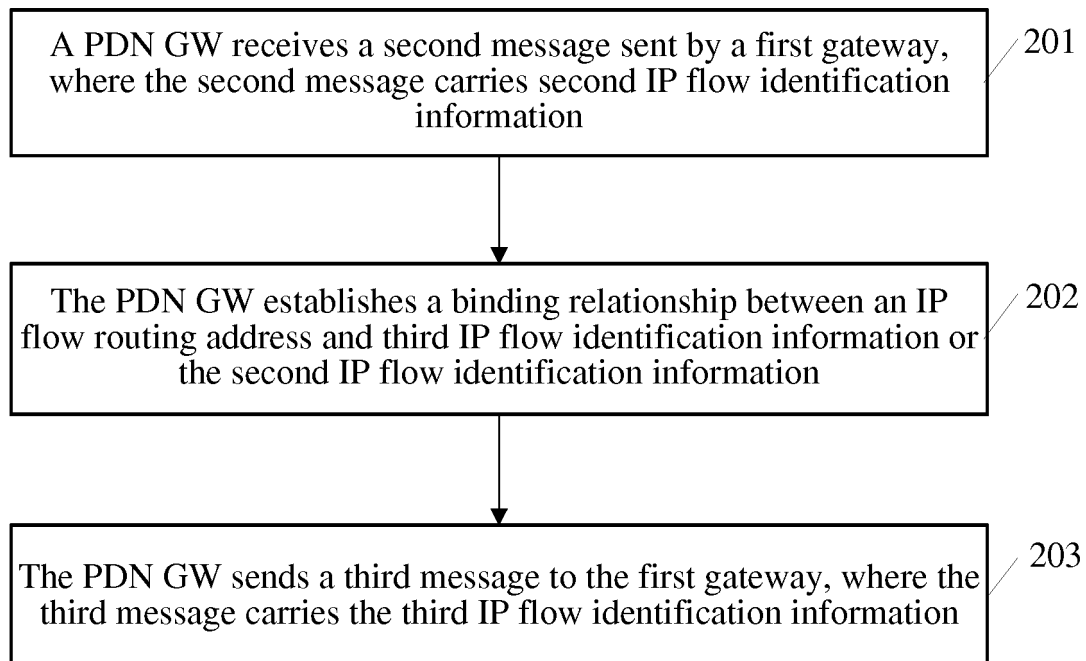 A PDN GW receives a second message sent by a first gateway,
where the second message carries second IP flow identification
information
201
The PDN GW establishes a binding relationship between an IP
flow routing address and third IP flow identification information or
the second IP flow identification information
202
The PDN GW sends a third message to the first gateway, where the
third message carries the third IP flow identification information
203